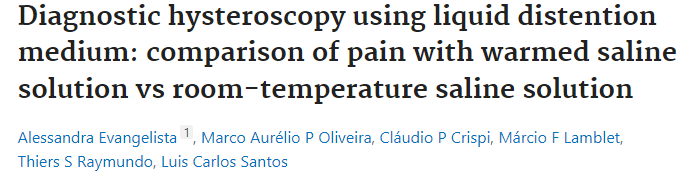 Diagnostic hysteroscopy using liquid distention
medium: comparison of pain with warmed saline
solution vs room-temperature saline solution
Alessandra Evangelista 1, Marco Aurélio P Oliveira, Cláudio P Crispi, Márcio F Lamblet,
Thiers S Raymundo, Luis Carlos Santos